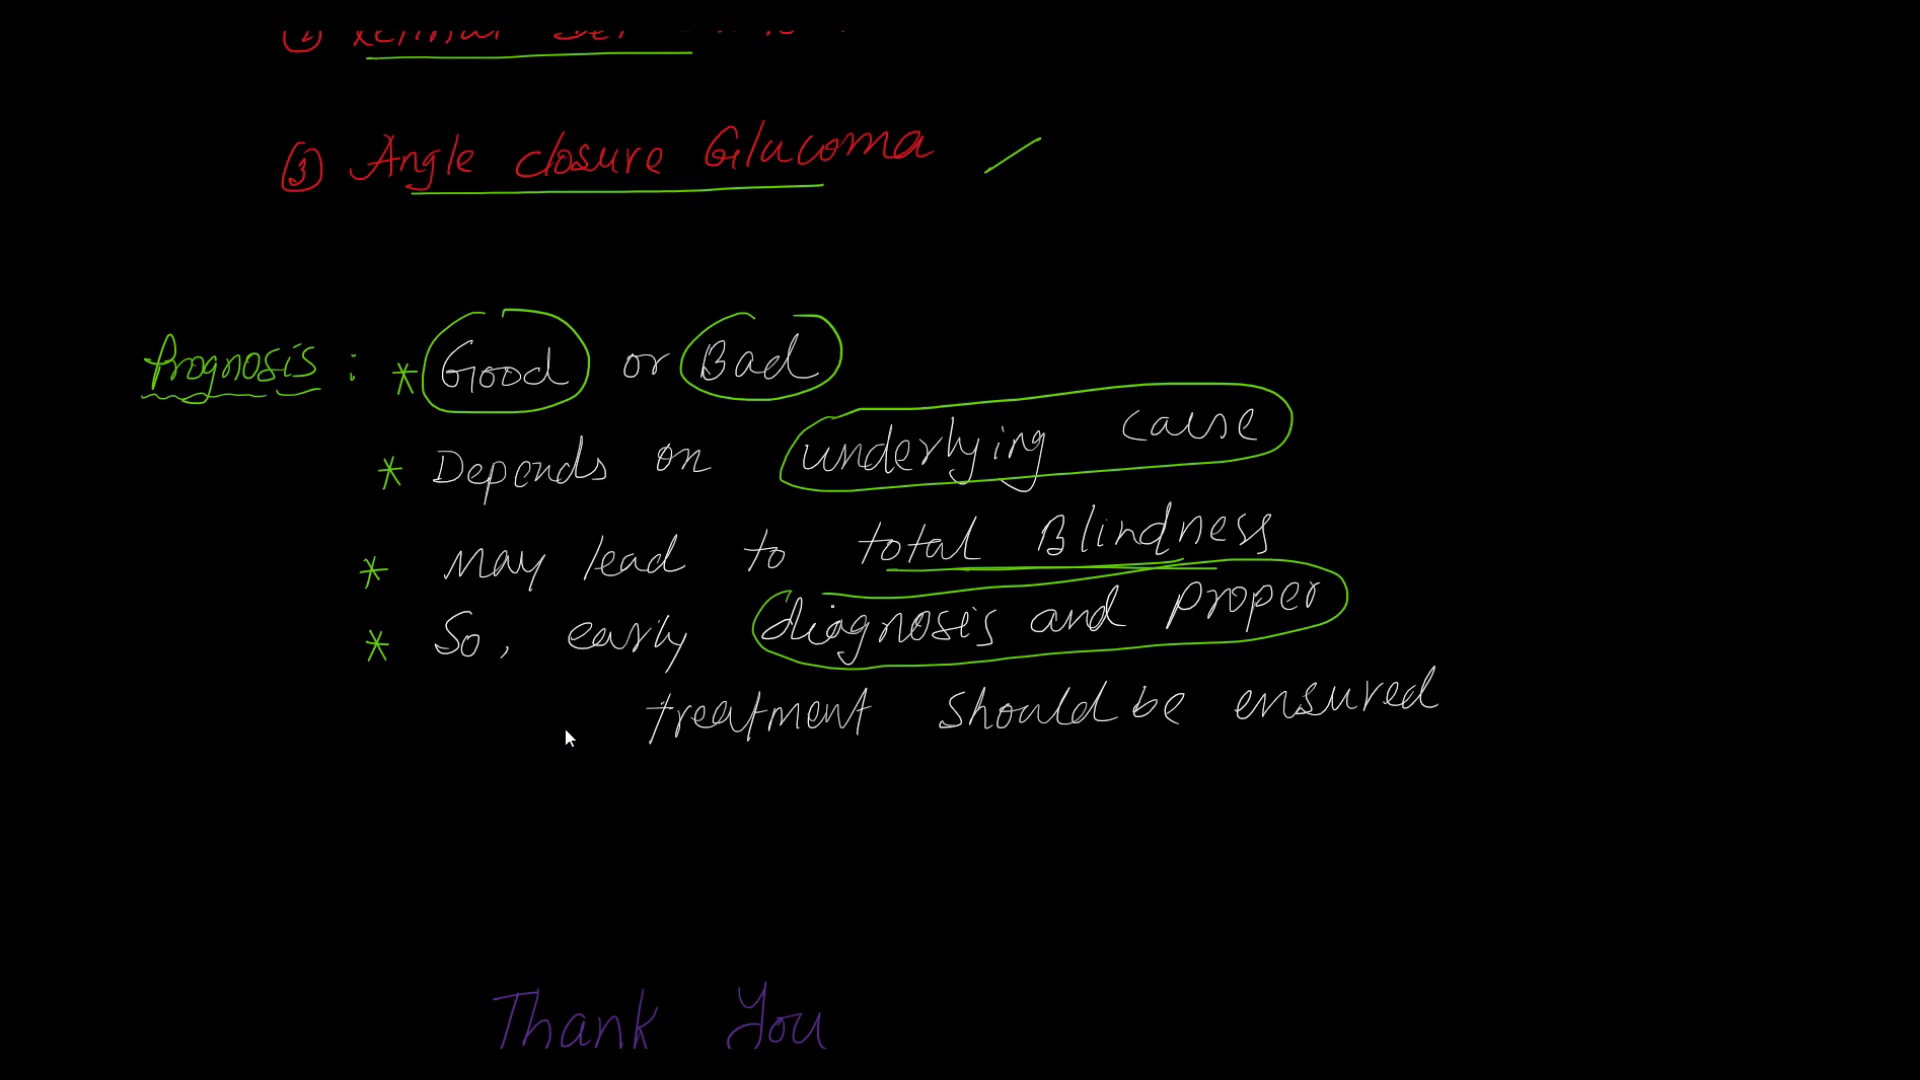 ③ Angle closure Glucoma
Prognosis : * Good or Bad
* Depends on underlying cause
* May lead to total Blindness
* So, early diagnosis and proper
treatment should be ensured
Thank You